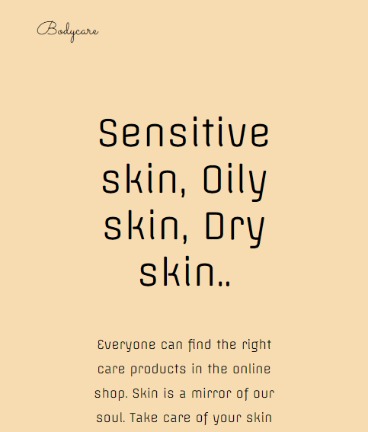 Bodycare
Sensitive
skin, Oily
skin, Dry
skin..
Everyone can find the right
care products in the online
shop. Skin is a mirror of our
soul. Take care of your skin